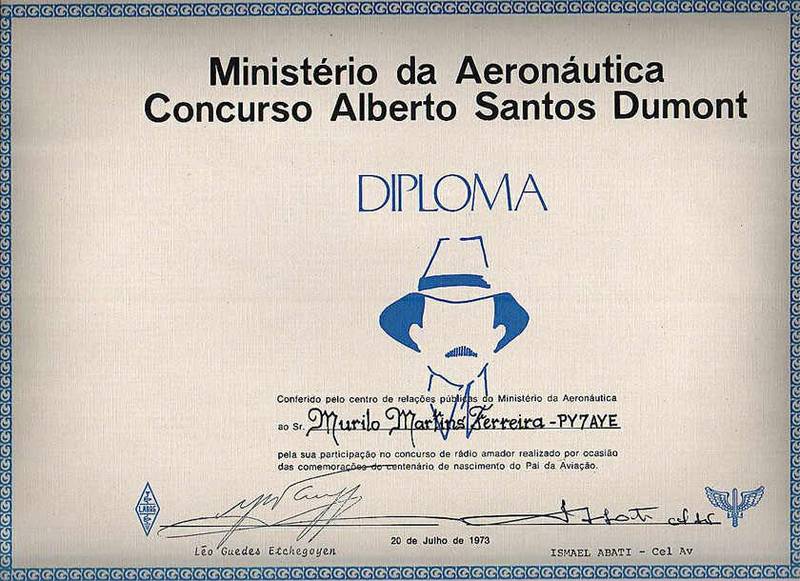 Ministério da Aeronáutica
Concurso Alberto Santos Dumont
DIPLOMA
Conferido pelo centro de relações públicas do Ministério da Aeronáutica
ao Sr. Murilo Martins Ferreira - PY7AYE
pela sua participação no concurso de rádio amador realizado por ocasião
das comemorações do centenário de nascimento do Pai da Aviação.
LABRE
20 de Julho de 1973
Léo Guedes Etchegoyen
ISMAEL ABATI - Cel Av